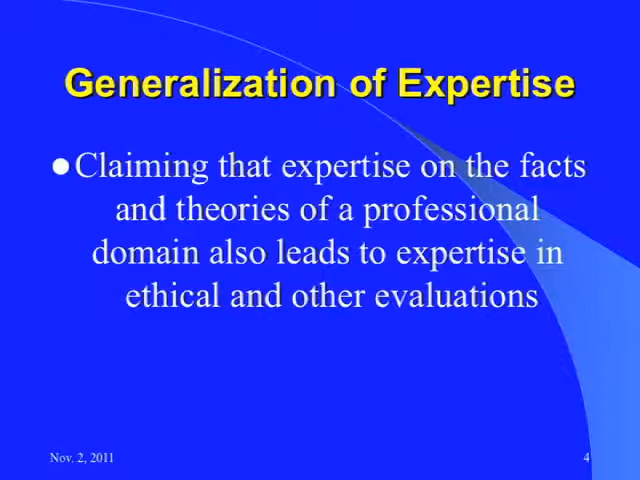 Generalization of Expertise
●Claiming that expertise on the facts
and theories of a professional
domain also leads to expertise in
ethical and other evaluations
Nov. 2, 2011
4